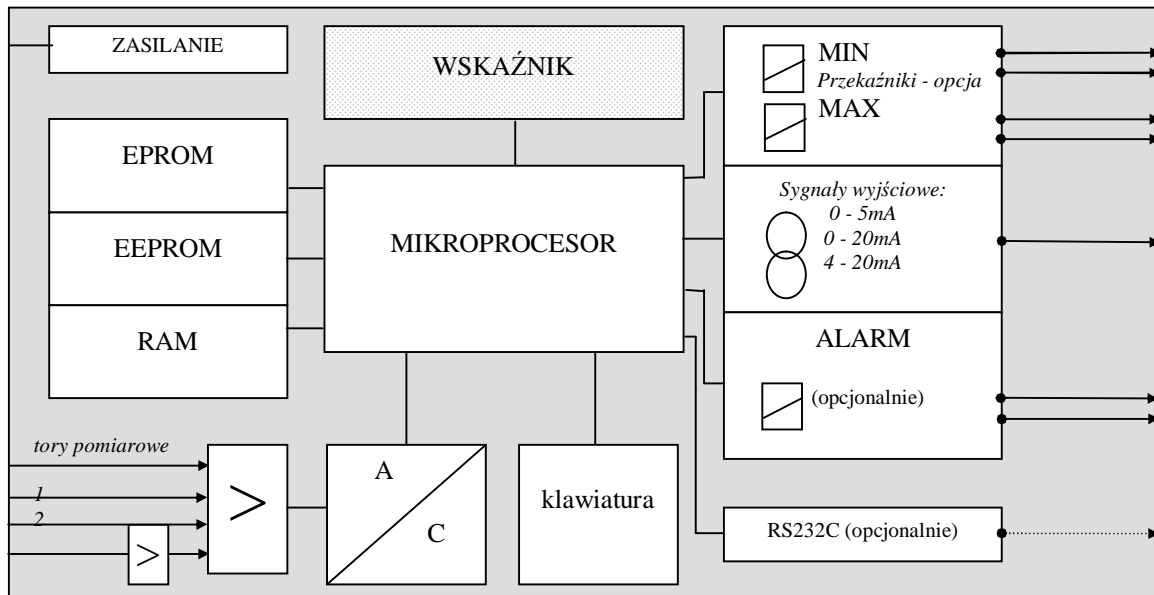 ZASILANIE
WSKAŹNIK
MIN
Przekaźniki - opcja
MAX
EPROM
EEPROM
RAM
MIKROPROCESOR
Sygnały wyjściowe:
0 - 5mA
0 - 20mA
4 - 20mA
ALARM
(opcjonalnie)
tory pomiarowe
1
2
>
>
A
C
klawiatura
RS232C (opcjonalnie)